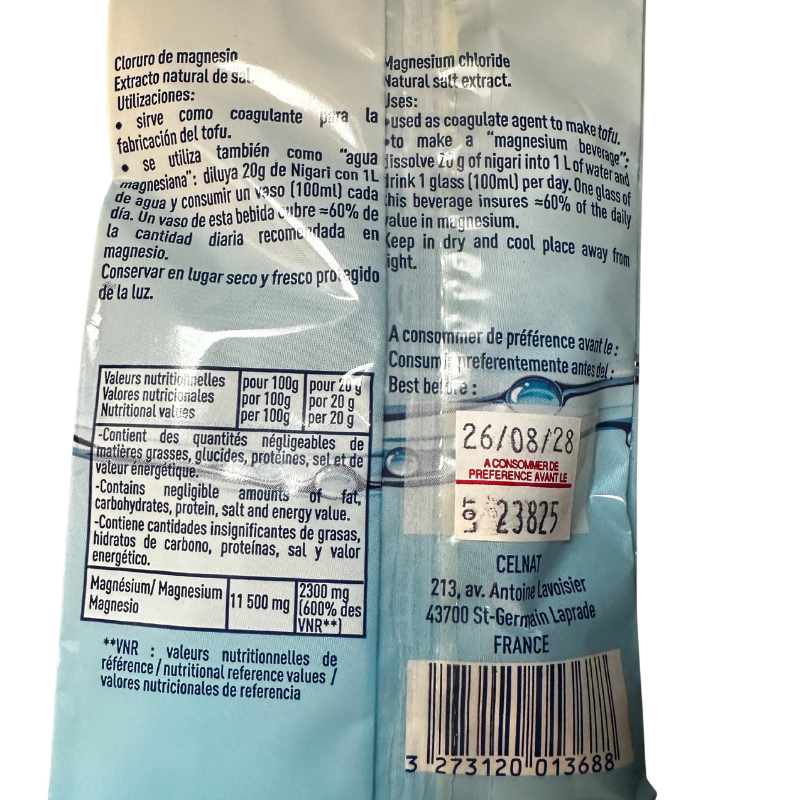 Cloruro de magnesio
Extracto natural de sal.
Utilizaciones:
• sirve como coagulante para la
fabricación del tofu.
• se utiliza también como "agua
magnesiana": diluya 20g de Nigari con 1L
de agua y consumir un vaso (100ml) cada
día. Un vaso de esta bebida cubre ≈60% de
la cantidad diaria recomendada en
magnesio.
Conservar en lugar seco y fresco protegido
de la luz.
Magnesium chloride
Natural salt extract.
Uses:
•used as coagulate agent to make tofu.
•to make a "magnesium beverage":
dissolve 20 g of nigari into 1 L of water and
drink 1 glass (100ml) per day. One glass of
this beverage insures ≈60% of the daily
value in magnesium.
Keep in dry and cool place away from
light.
A consommer de préférence avant le :
Consumir preferentemente antes del :
Best before :
26/08/28
A CONSOMMER DE
PREFERENCE AVANT LE
LOT 23825
Valeurs nutritionnelles pour 100g pour 20 g
Valores nutricionales por 100g por 20 g
Nutritional values per 100g per 20 g
-Contient des quantités négligeables de
matières grasses, glucides, protéines, sel et de
valeur énergétique.
-Contains negligible amounts of fat,
carbohydrates, protein, salt and energy value.
-Contiene cantidades insignificantes de grasas,
hidratos de carbono, proteínas, sal y valor
energético.
Magnésium/ Magnesium
Magnesio
11 500 mg
2300 mg
(600% des
VNR**)
**VNR : valeurs nutritionnelles de
référence / nutritional reference values /
valores nutricionales de referencia
CELNAT
213, av. Antoine Lavoisier
43700 St-Germain Laprade
FRANCE
3 273120 013688